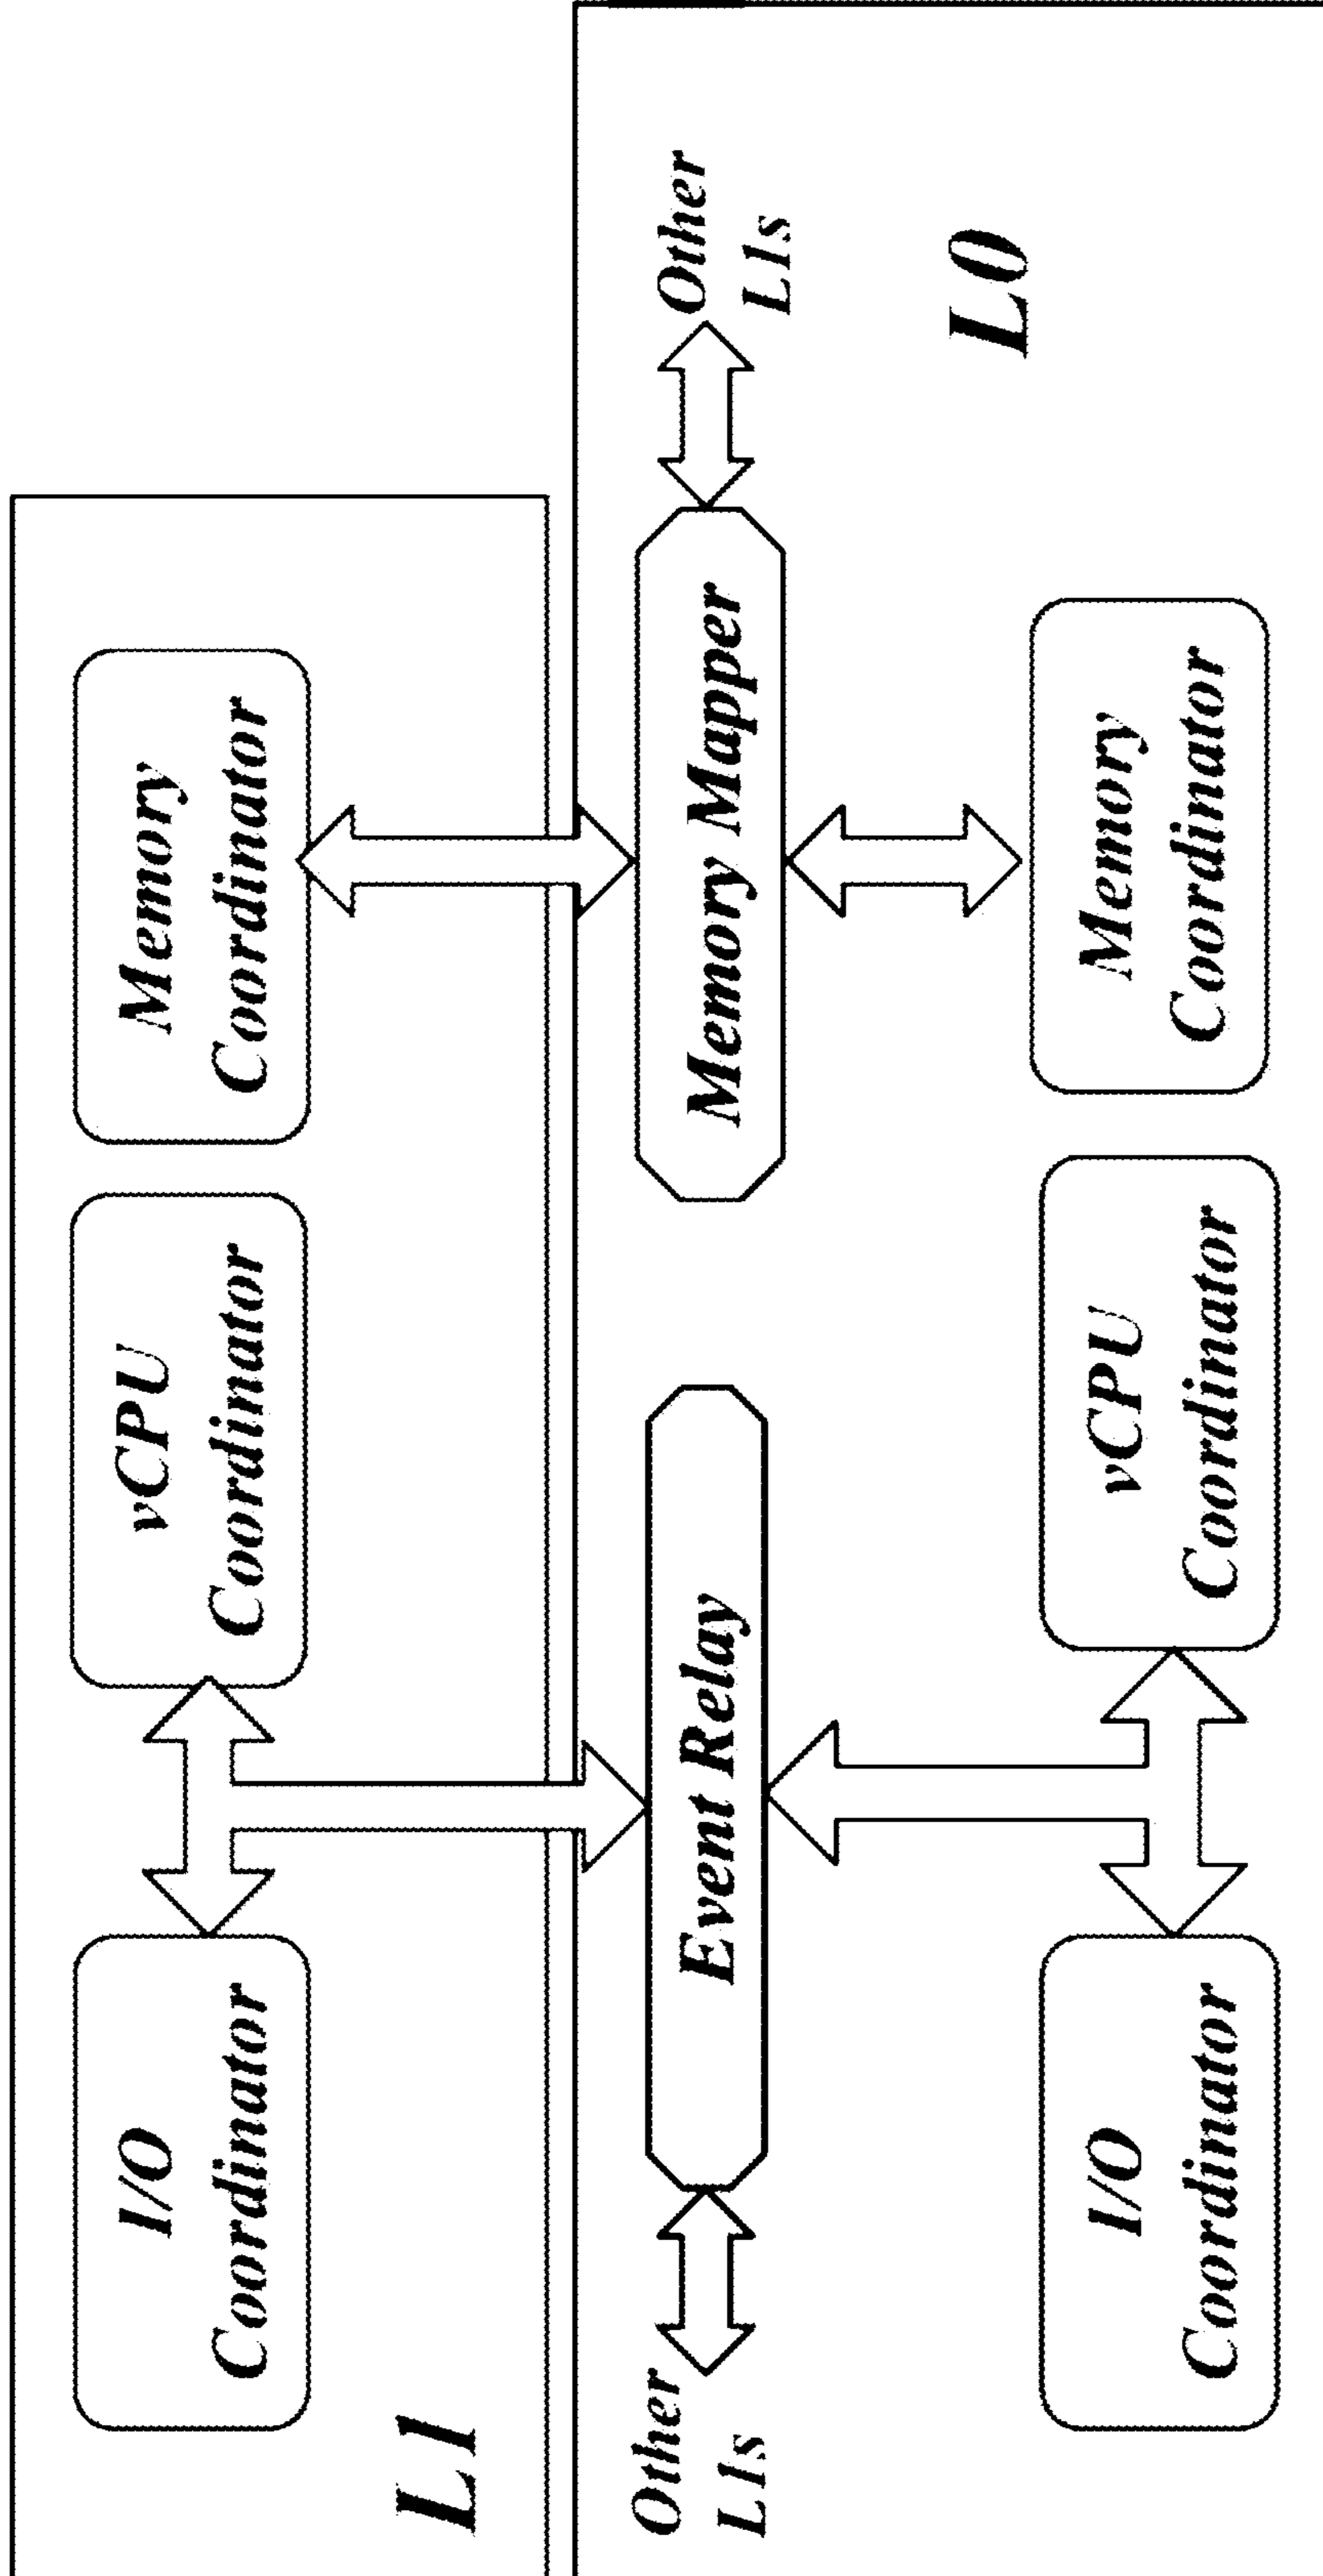 I/O
Coordinator
vCPU
Coordinator
Memory
Coordinator
L1
Other
L1s
Event Relay
Memory Mapper
Other
L1s
L0
I/O
Coordinator
vCPU
Coordinator
Memory
Coordinator